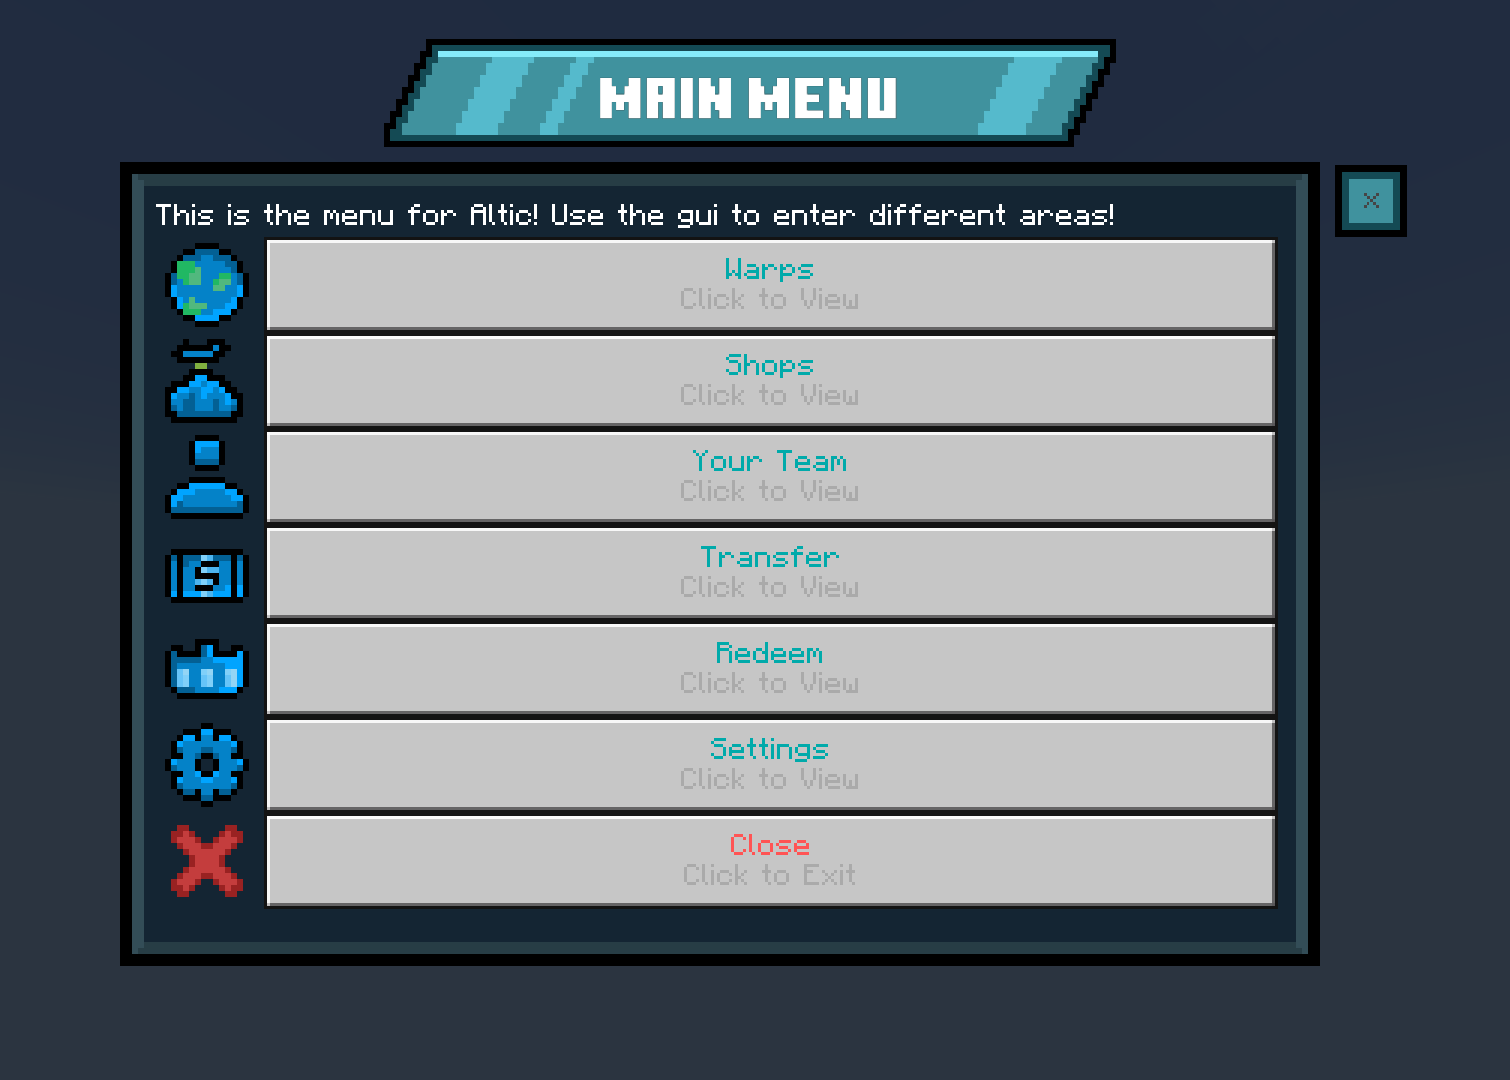 MAIN MENU
This is the menu for Altic! Use the gui to enter different areas!
Warps
Click to View
Shops
Click to View
Your Team
Click to View
Transfer
Click to View
Redeem
Click to View
Settings
Click to View
Close
Click to Exit